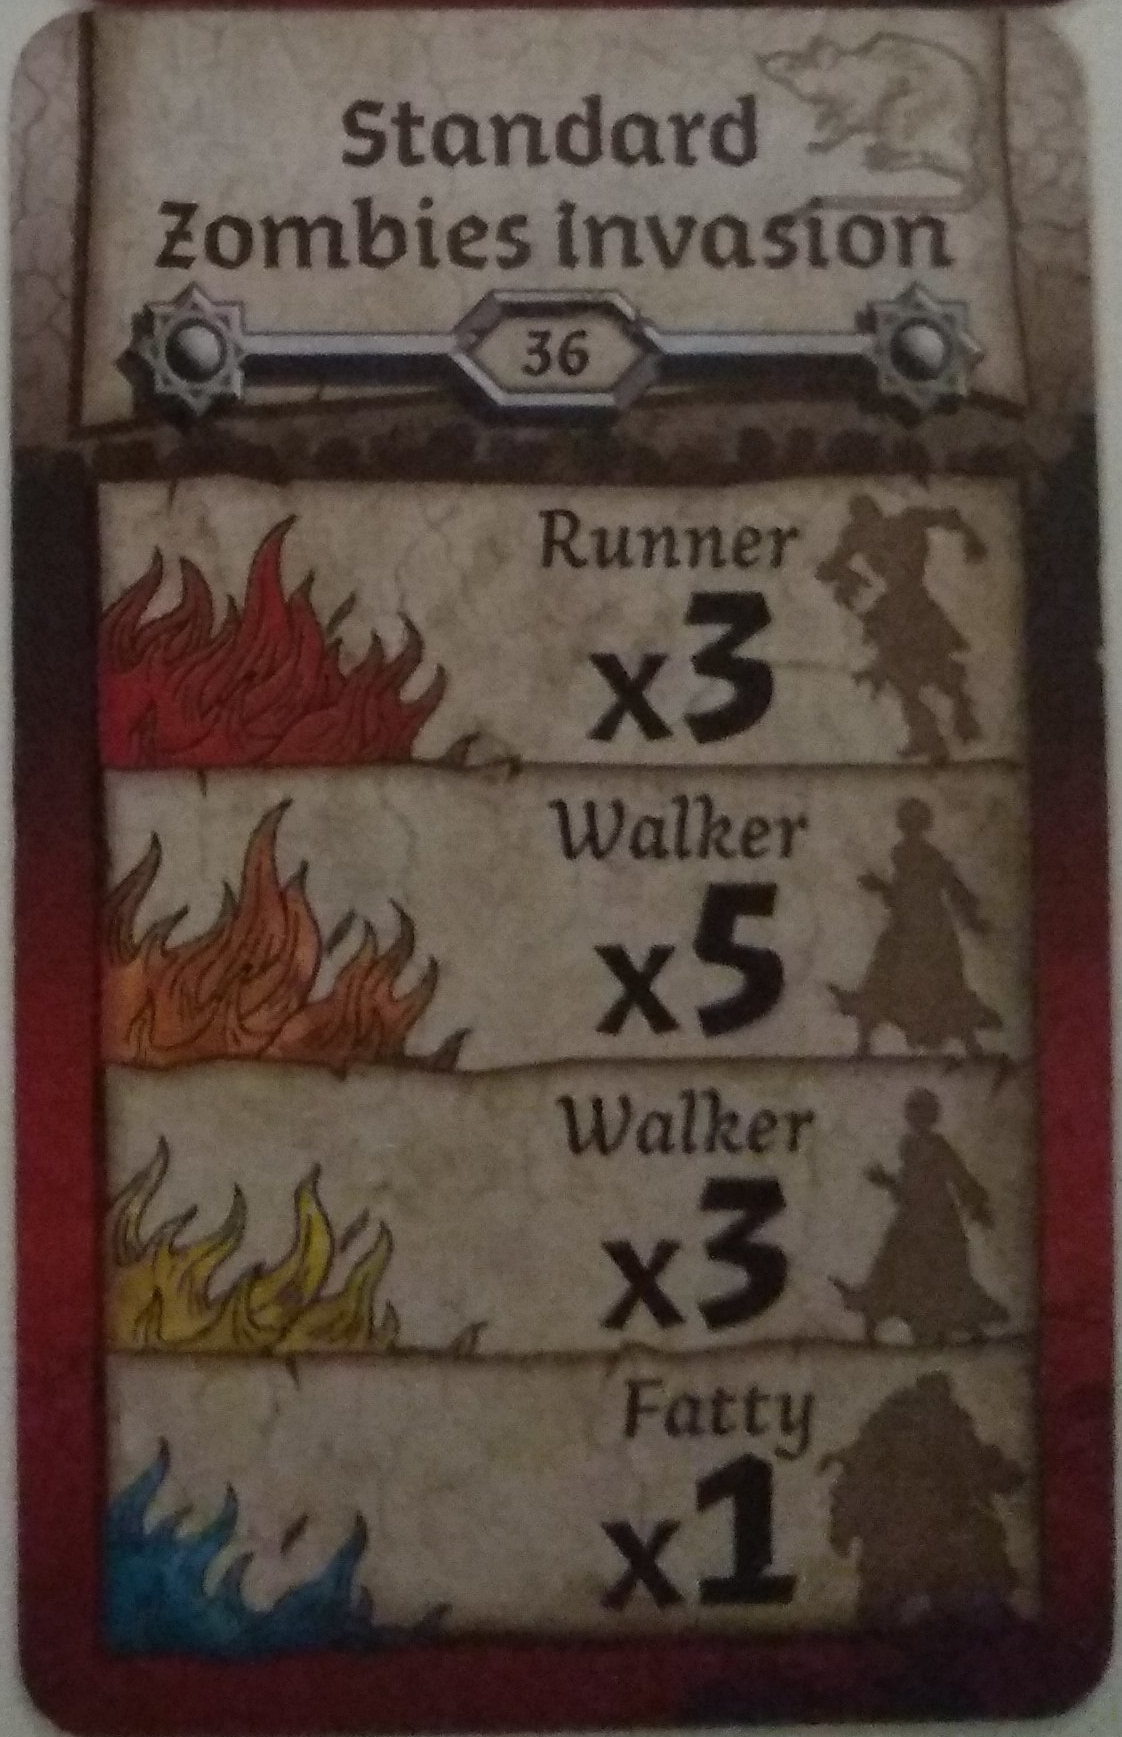 Standard
Zombies Invasion
36
Runner
x3
Walker
x5
Walker
x3
Fatty
x1